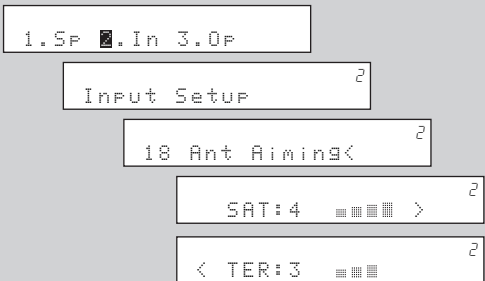 1.Sp 2.In 3.Op
2
Input Setup
2
18 Ant Aiming<
2
SAT:4 >
2
< TER:3